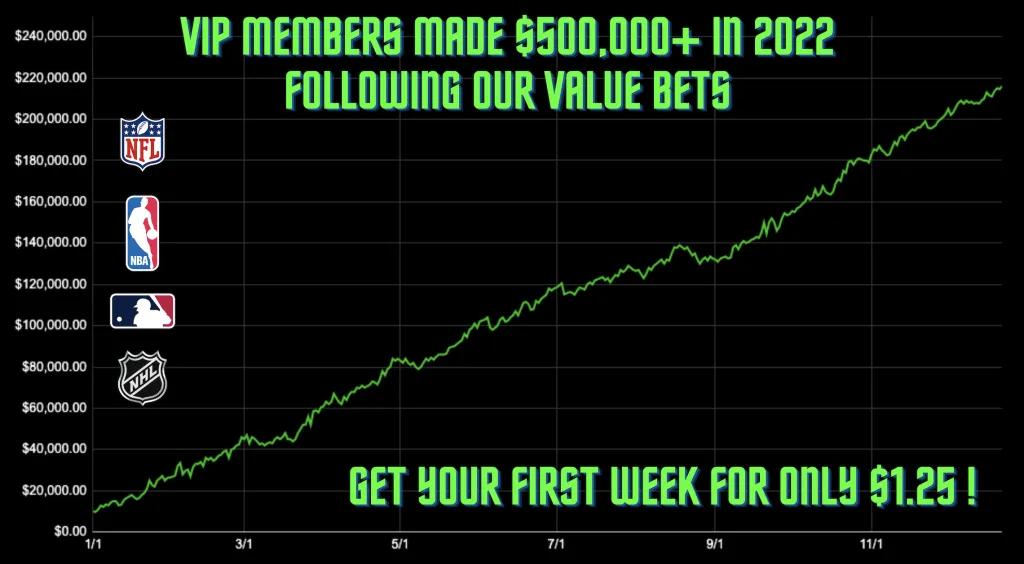 VIP MEMBERS MADE $500,000+ IN 2022
FOLLOWING OUR VALUE BETS
$240,000.00
$220,000.00
$200,000.00
$180,000.00
$160,000.00
$140,000.00
$120,000.00
$100,000.00
$80,000.00
$60,000.00
$40,000.00
$20,000.00
$0.00
NFL
NBA
NHL
GET YOUR FIRST WEEK FOR ONLY $1.25 !
1/1 3/1 5/1 7/1 9/1 11/1